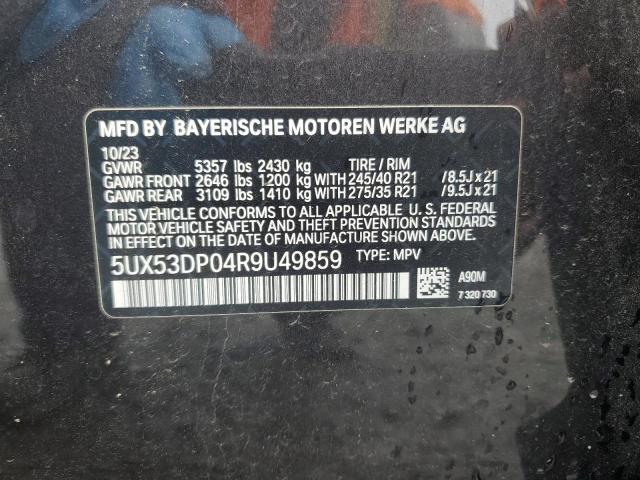 MFD BY BAYERISCHE MOTOREN WERKE AG
10/23
GVWR 5357 lbs 2430 kg TIRE / RIM
GAWR FRONT 2646 lbs 1200 kg WITH 245/40 R21 /8.5J x 21
GAWR REAR 3109 lbs 1410 kg WITH 275/35 R21 /9.5J x 21
THIS VEHICLE CONFORMS TO ALL APPLICABLE U. S. FEDERAL
MOTOR VEHICLE SAFETY AND THEFT PREVENTION STANDARDS
IN EFFECT ON THE DATE OF MANUFACTURE SHOWN ABOVE.
5UX53DP04R9U49859 TYPE: MPV
A90M
7 320 730